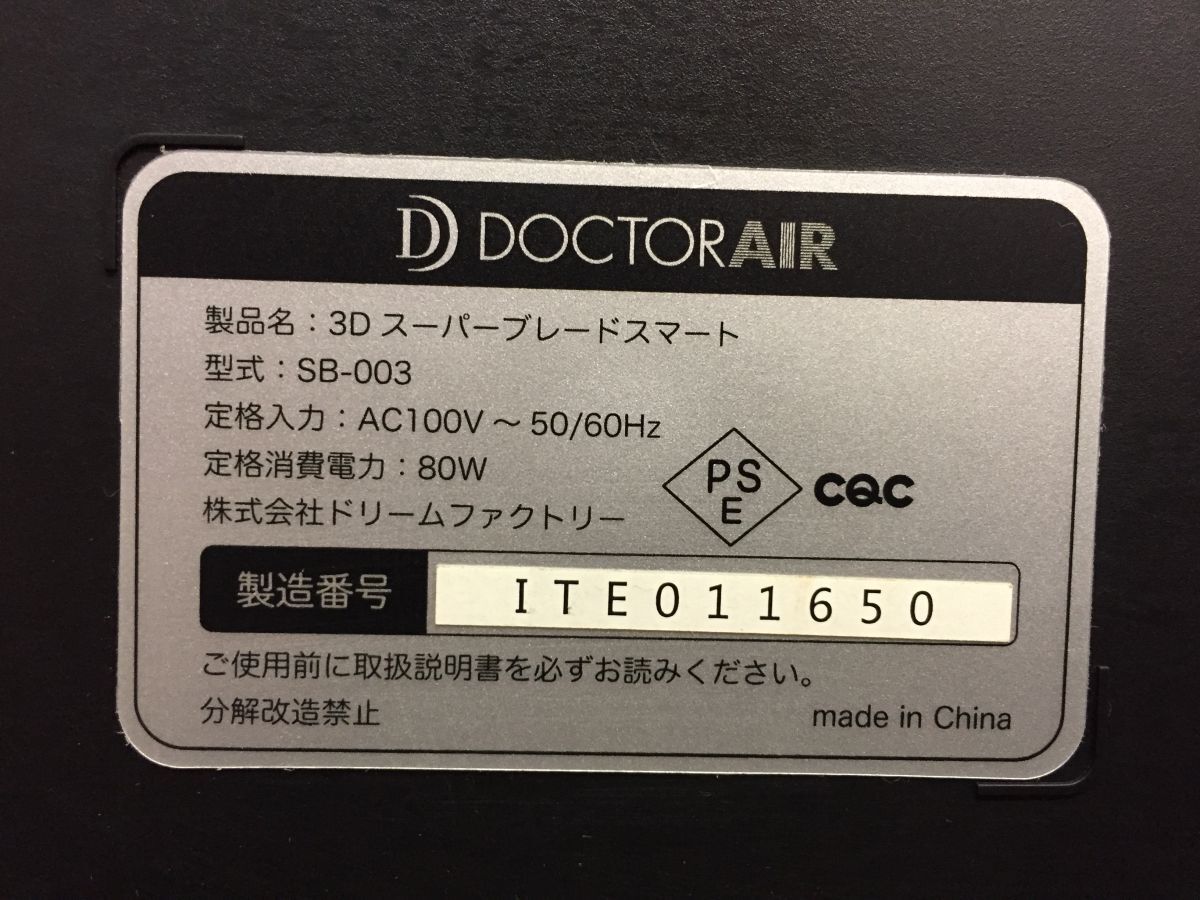 D DOCTORAIR
製品名：3D スーパーブレードスマート
型式：SB-003
定格入力：AC100V～50/60Hz
定格消費電力：80W
株式会社ドリームファクトリー
PS
E
CQC
製造番号 ITE011650
ご使用前に取扱説明書を必ずお読みください。
分解改造禁止
made in China